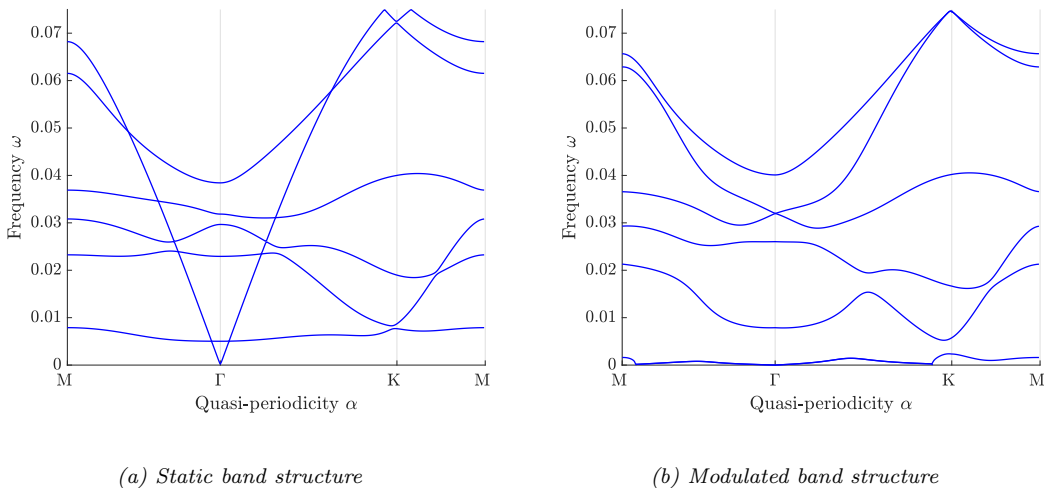 0.07
0.06
0.05
0.04
0.03
0.02
0.01
0
Frequency ω
M Γ K M
Quasi-periodicity α
(a) Static band structure
0.07
0.06
0.05
0.04
0.03
0.02
0.01
0
Frequency ω
M Γ K M
Quasi-periodicity α
(b) Modulated band structure